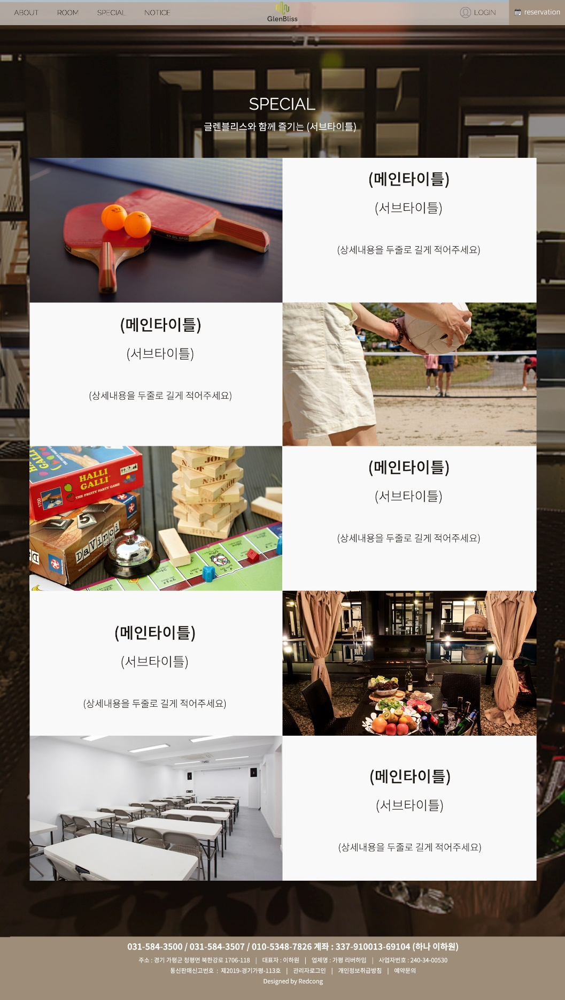 ABOUT ROOM SPECIAL NOTICE GlenBliss LOGIN reservation
SPECIAL
글렌블리스와 함께 즐기는 (서브타이틀)
(메인타이틀)
(서브타이틀)
(상세내용을 두줄로 길게 적어주세요)
(메인타이틀)
(서브타이틀)
(상세내용을 두줄로 길게 적어주세요)
HALLI
GALLI
THE FRUITY PARTY GAME
1700
5
DaVinci
(메인타이틀)
(서브타이틀)
(상세내용을 두줄로 길게 적어주세요)
(메인타이틀)
(서브타이틀)
(상세내용을 두줄로 길게 적어주세요)
(메인타이틀)
(서브타이틀)
(상세내용을 두줄로 길게 적어주세요)
031-584-3500 / 031-584-3507 / 010-5348-7826 계좌 : 337-910013-69104 (하나 이하원)
주소 : 경기 가평군 청평면 북한강로 1706-118 | 대표자 : 이하원 | 업체명 : 가평 리버하임 | 사업자번호 : 240-34-00530
통신판매신고번호 : 제2019-경기가평-113호 | 관리자로그인 | 개인정보취급방침 | 예약문의
Designed by Redcong